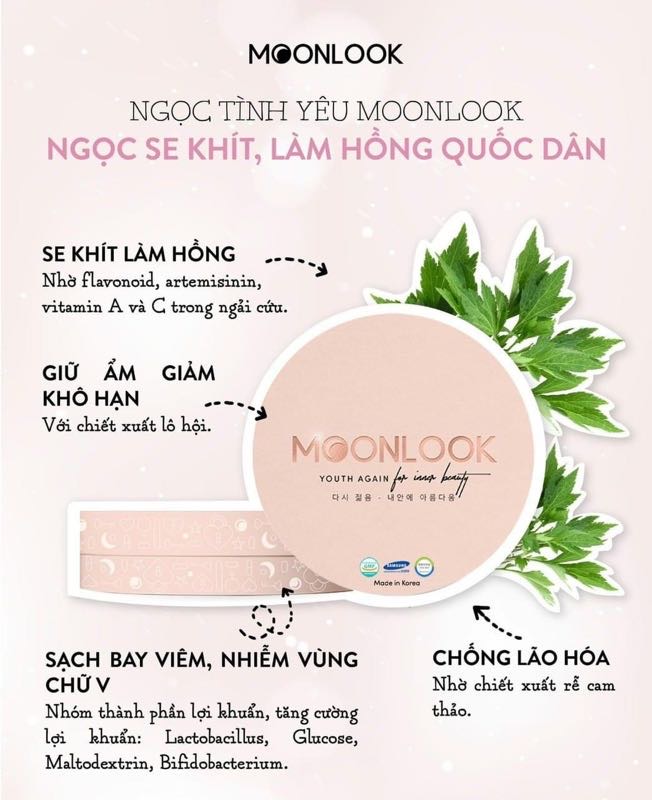 MOONLOOK
NGỌC TÌNH YÊU MOONLOOK
NGỌC SE KHÍT, LÀM HỒNG QUỐC DÂN
SE KHÍT LÀM HỒNG
Nhờ flavonoid, artemisinin,
vitamin A và C trong ngải cứu.
GIỮ ẨM GIẢM
KHÔ HẠN
Với chiết xuất lô hội.
MOONLOOK
YOUTH AGAIN for inner beauty
다시 젊음 - 내안에 아름다움
GMP
SAMSUNG
Made in Korea
SẠCH BAY VIÊM, NHIỄM VÙNG
CHỮ V
Nhóm thành phần lợi khuẩn, tăng cường
lợi khuẩn: Lactobacillus, Glucose,
Maltodextrin, Bifidobacterium.
CHỐNG LÃO HÓA
Nhờ chiết xuất rễ cam
thảo.